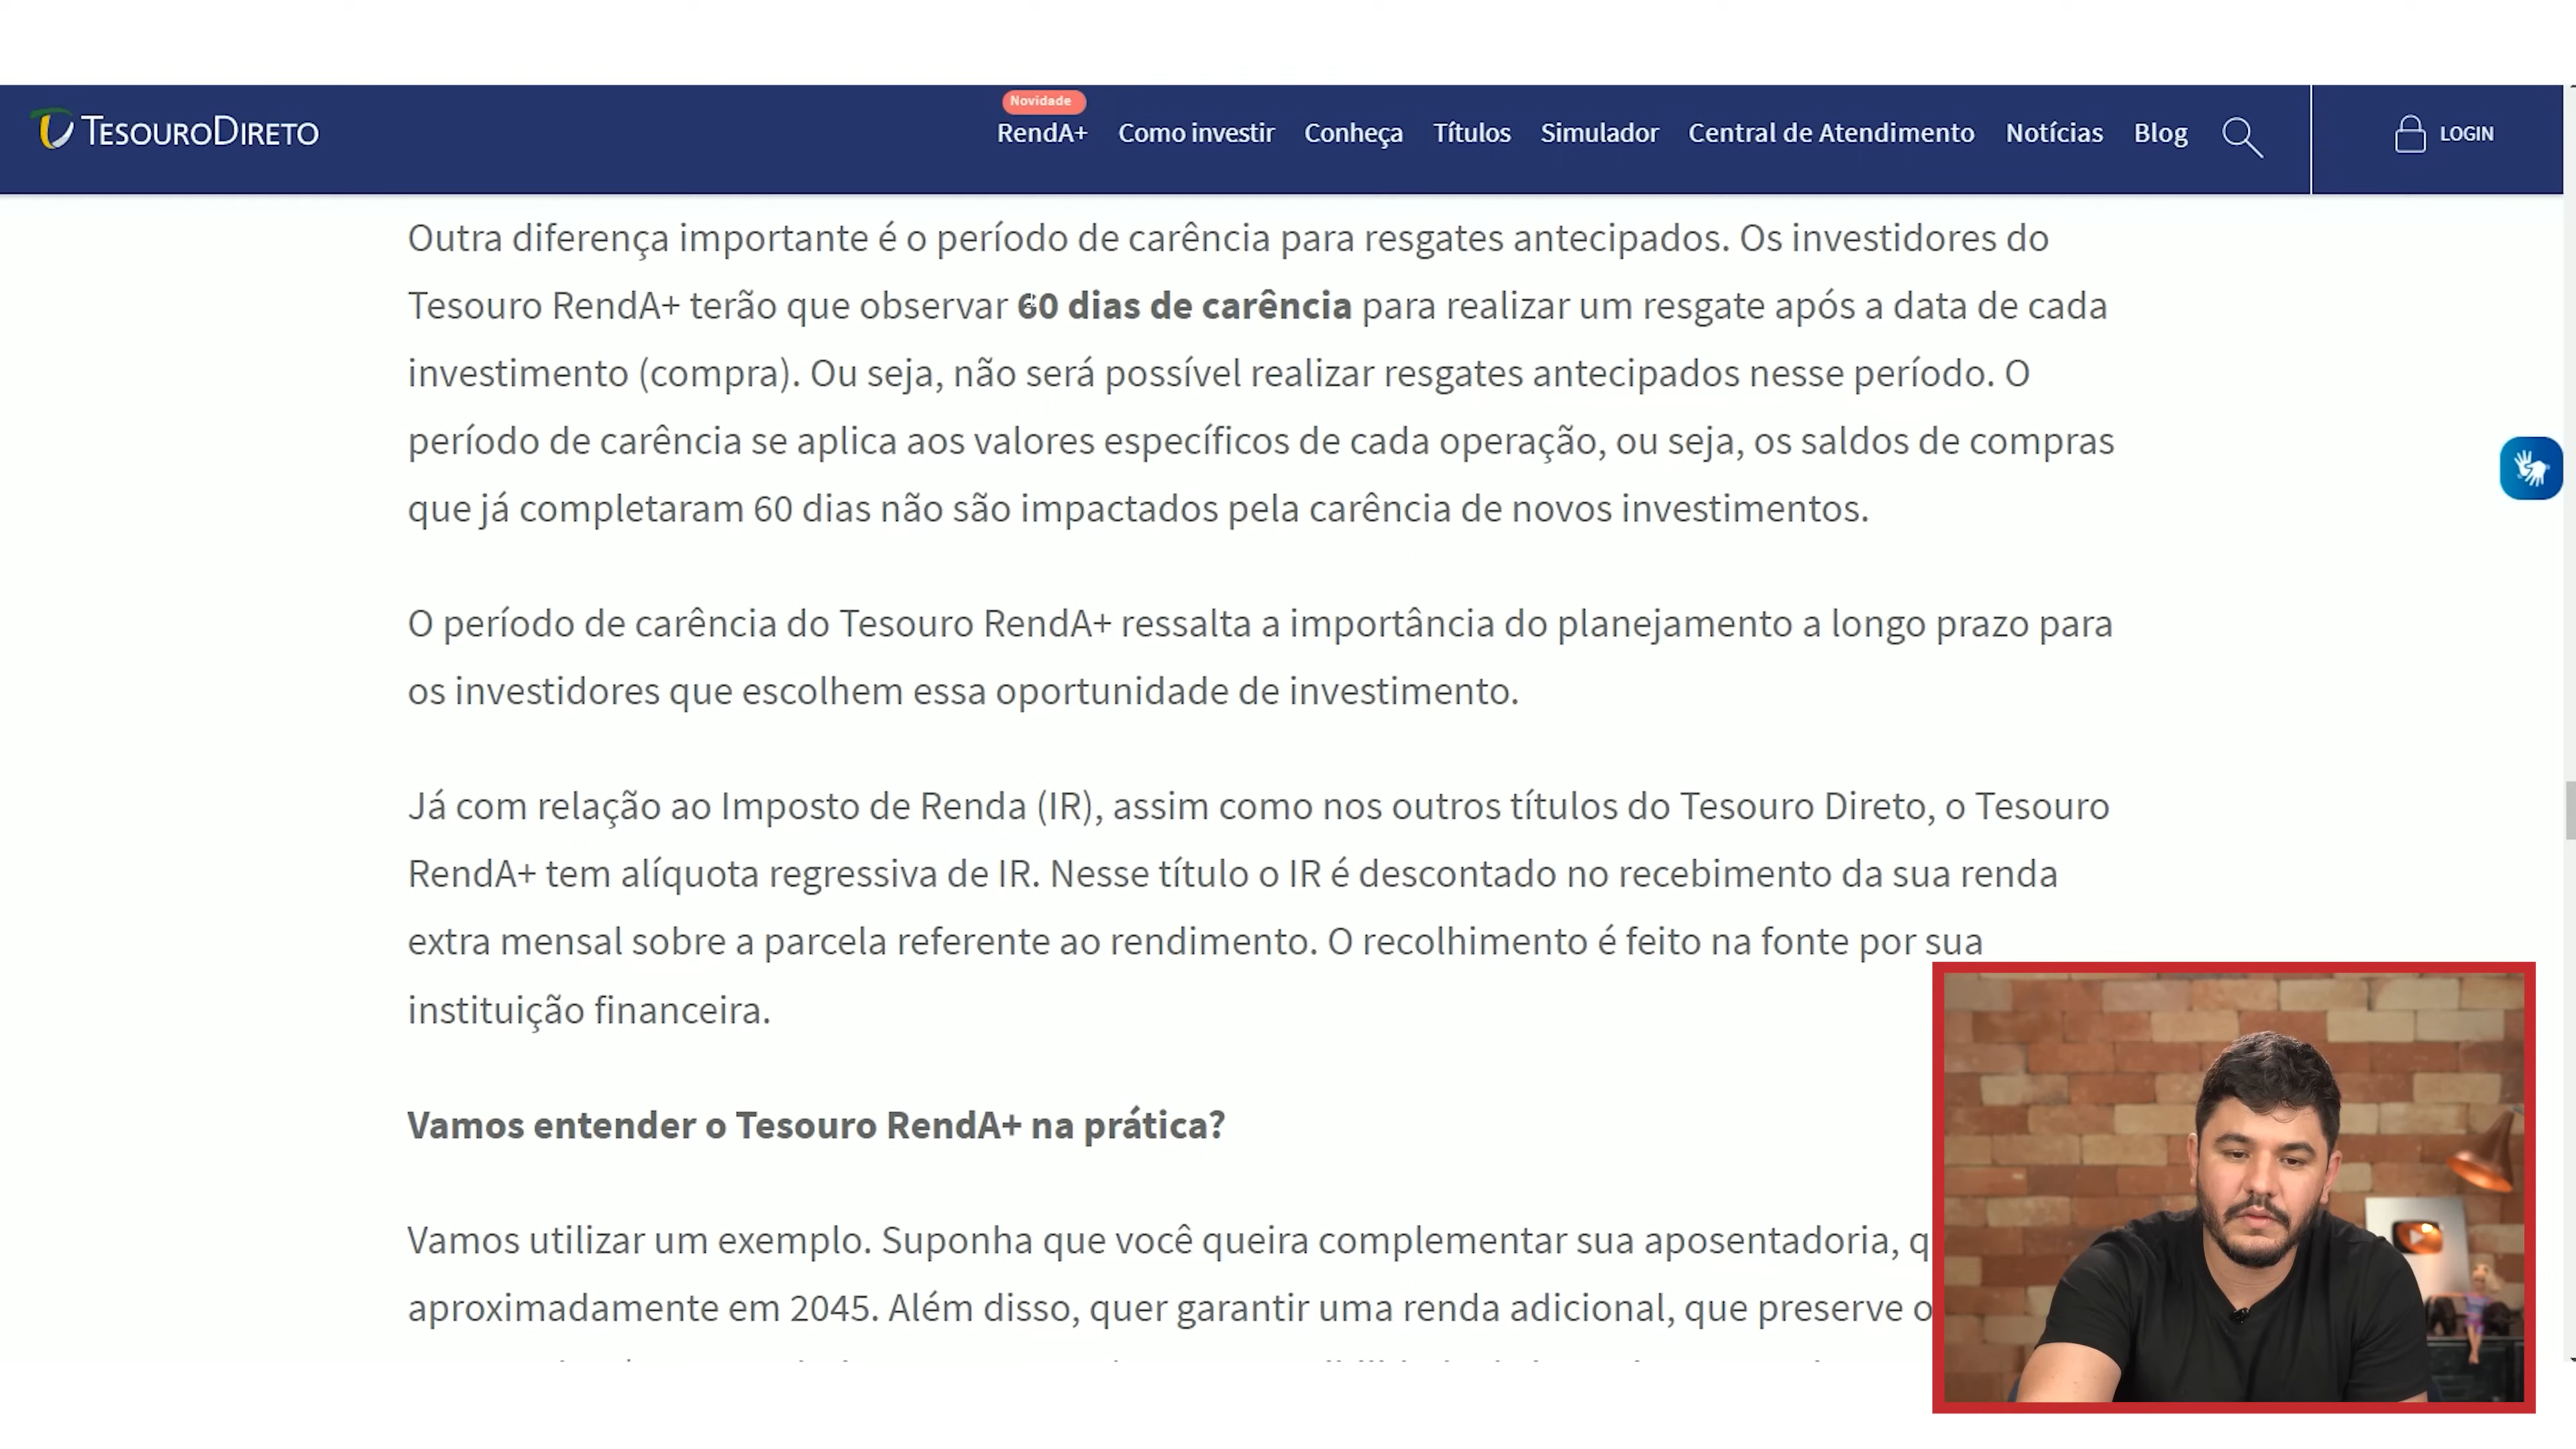 Novidade
TESOURODIRETO
RendA+ Como investir Conheça Títulos Simulador Central de Atendimento Notícias Blog LOGIN
Outra diferença importante é o período de carência para resgates antecipados. Os investidores do
Tesouro RendA+ terão que observar 60 dias de carência para realizar um resgate após a data de cada
investimento (compra). Ou seja, não será possível realizar resgates antecipados nesse período. O
período de carência se aplica aos valores específicos de cada operação, ou seja, os saldos de compras
que já completaram 60 dias não são impactados pela carência de novos investimentos.
O período de carência do Tesouro RendA+ ressalta a importância do planejamento a longo prazo para
os investidores que escolhem essa oportunidade de investimento.
Já com relação ao Imposto de Renda (IR), assim como nos outros títulos do Tesouro Direto, o Tesouro
RendA+ tem alíquota regressiva de IR. Nesse título o IR é descontado no recebimento da sua renda
extra mensal sobre a parcela referente ao rendimento. O recolhimento é feito na fonte por sua
instituição financeira.
Vamos entender o Tesouro RendA+ na prática?
Vamos utilizar um exemplo. Suponha que você queira complementar sua aposentadoria,
aproximadamente em 2045. Além disso, quer garantir uma renda adicional, que preserve